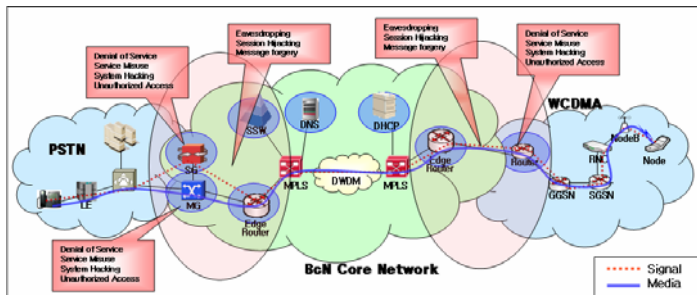 Denial of Service
Service Misuse
System Hacking
Unauthorized Access
Eavesdropping
Session Hijacking
Message forgery
Eavesdropping
Session Hijacking
Message forgery
Denial of Service
Service Misuse
System Hacking
Unauthorized Access
WCDMA
PSTN
SSW
DNS
DHCP
NodeB
Edge
Router
Router
RNC
Node
SG
MPLS
DWDM
MPLS
LE
MG
GGSN
SGSN
Edge
Router
Denial of Service
Service Misuse
System Hacking
Unauthorized Access
BcN Core Network
Signal
Media